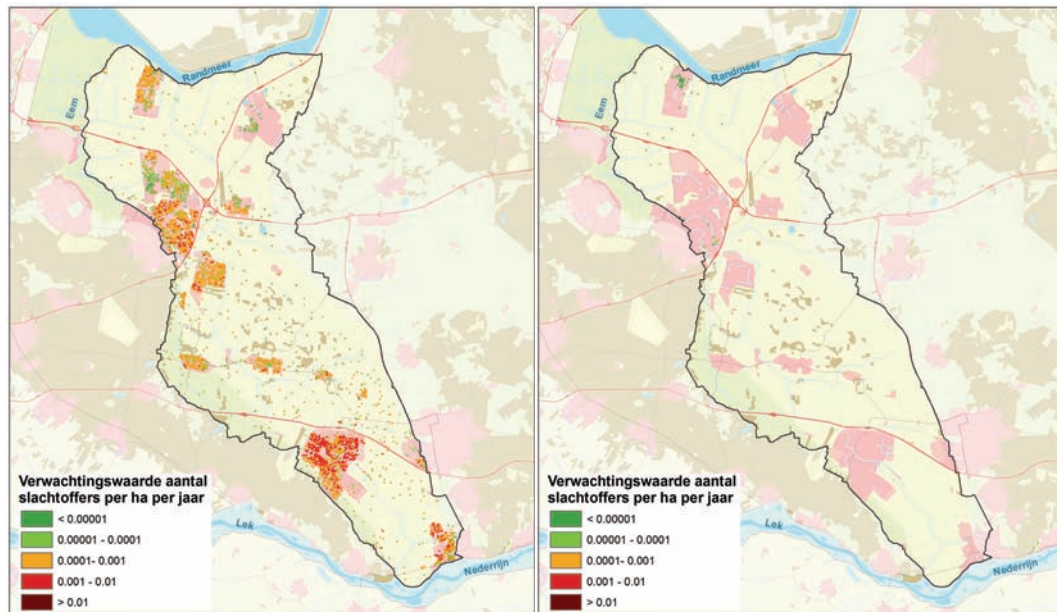 Randmeer
Eem
Verwachtingswaarde aantal
slachtoffers per ha per jaar
< 0.00001
0.00001 - 0.0001
0.0001- 0.001
0.001 - 0.01
> 0.01
Lek
Nederrijn
Randmeer
Eem
Verwachtingswaarde aantal
slachtoffers per ha per jaar
< 0.00001
0.00001 - 0.0001
0.0001- 0.001
0.001 - 0.01
> 0.01
Lek
Nederrijn